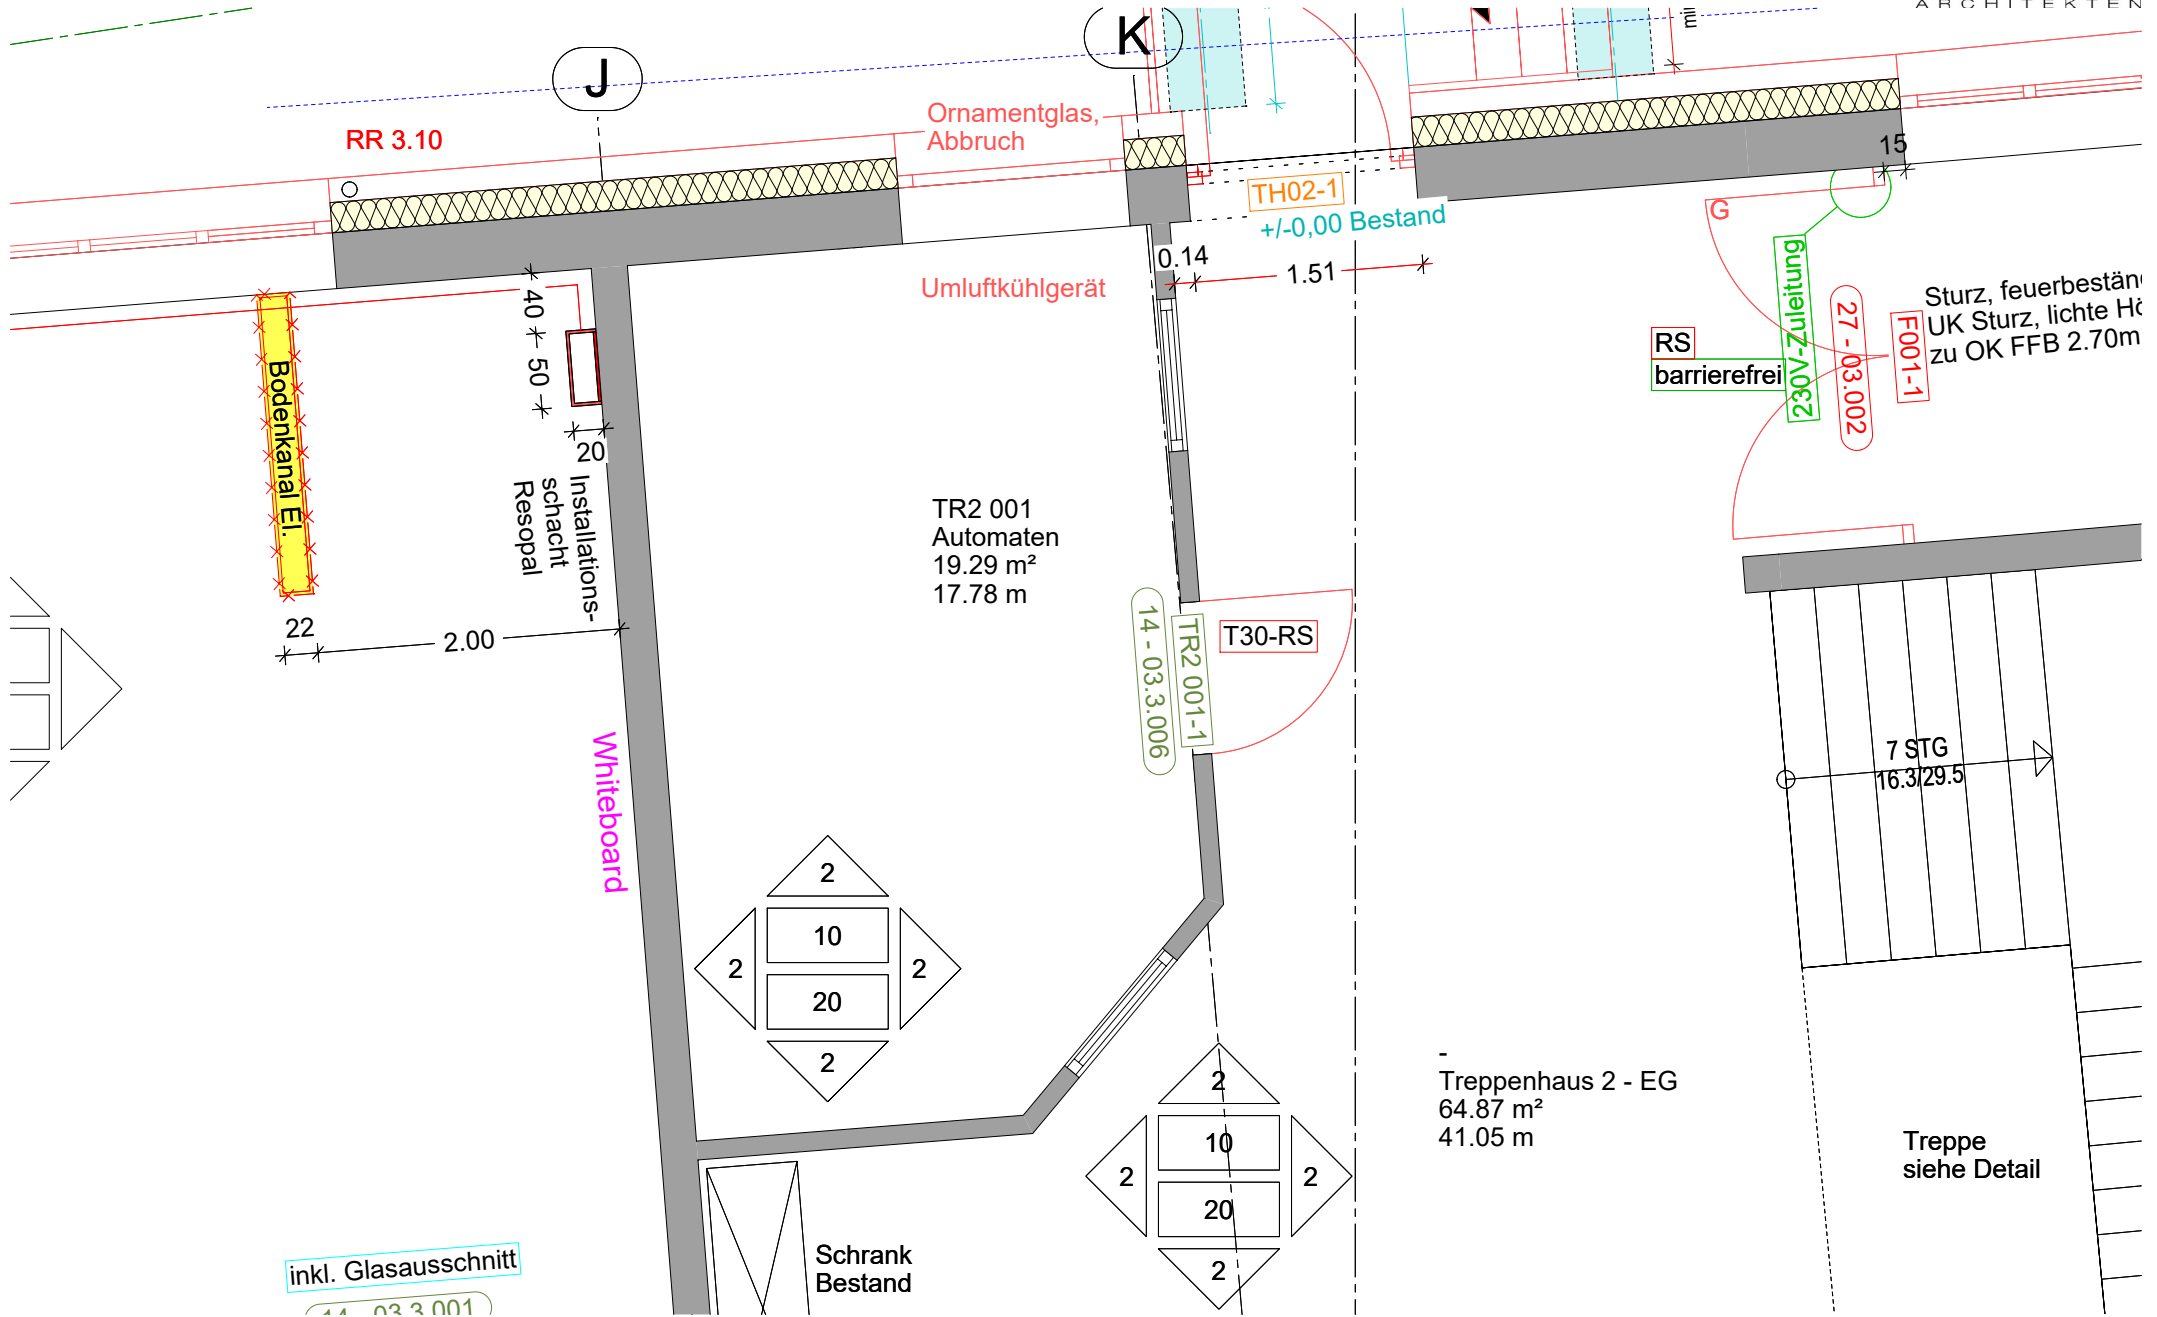 ARCHITEKTEN
J
K
RR 3.10
Ornamentglas,
Abbruch
TH02-1
+/-0,00 Bestand
15
G
0.14
1.51
Umluftkühlgerät
40
50
20
Bodenkanal El.
Installations-
schacht
Resopal
22
2.00
Whiteboard
TR2 001
Automaten
19.29 m²
17.78 m
14 - 03.3.006
TR2 001-1
T30-RS
RS
barrierefrei
230V-Zuleitung
27 - 03.002
F001-1
Sturz, feuerbestän
UK Sturz, lichte Hö
zu OK FFB 2.70m
7 STG
16.3/29.5
2
10
2
2
20
2
2
10
2
2
20
2
-
Treppenhaus 2 - EG
64.87 m²
41.05 m
Treppe
siehe Detail
Schrank
Bestand
inkl. Glasausschnitt
14 - 03.3.001